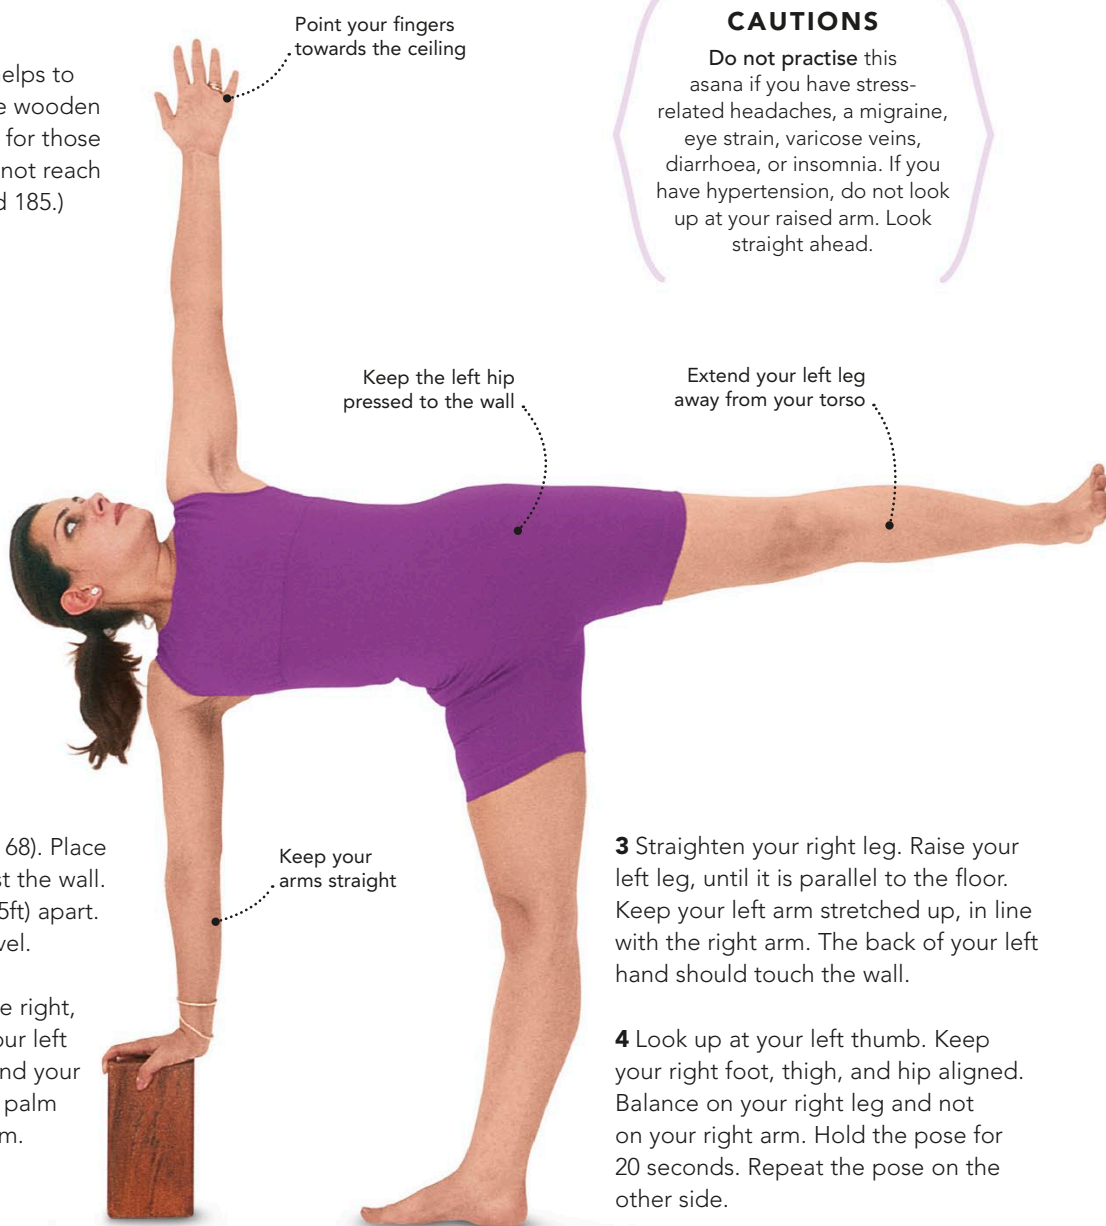 Point your fingers
towards the ceiling
CAUTIONS
Do not practise this
asana if you have stress-
related headaches, a migraine,
eye strain, varicose veins,
diarrhoea, or insomnia. If you
have hypertension, do not look
up at your raised arm. Look
straight ahead.
helps to
wooden
for those
not reach
185.)
Keep the left hip
pressed to the wall
Extend your left leg
away from your torso
Keep your
arms straight
68). Place
the wall.
5ft) apart.
right,
left
your
palm
3 Straighten your right leg. Raise your
left leg, until it is parallel to the floor.
Keep your left arm stretched up, in line
with the right arm. The back of your left
hand should touch the wall.
4 Look up at your left thumb. Keep
your right foot, thigh, and hip aligned.
Balance on your right leg and not
on your right arm. Hold the pose for
20 seconds. Repeat the pose on the
other side.